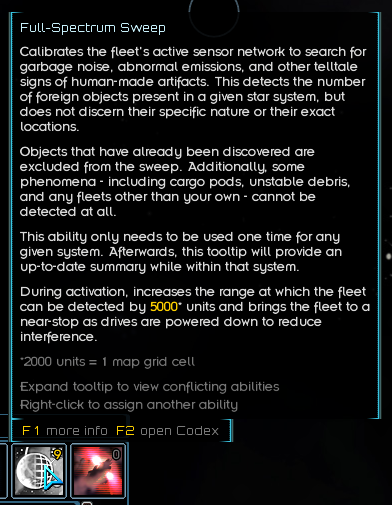 Full-Spectrum Sweep
Calibrates the fleet's active sensor network to search for
garbage noise, abnormal emissions, and other telltale
signs of human-made artifacts. This detects the number
of foreign objects present in a given star system, but
does not discern their specific nature or their exact
locations.
Objects that have already been discovered are
excluded from the sweep. Additionally, some
phenomena - including cargo pods, unstable debris,
and any fleets other than your own - cannot be
detected at all.
This ability only needs to be used one time for any
given system. Afterwards, this tooltip will provide an
up-to-date summary while within that system.
During activation, increases the range at which the fleet
can be detected by 5000* units and brings the fleet to a
near-stop as drives are powered down to reduce
interference.
*2000 units = 1 map grid cell
Expand tooltip to view conflicting abilities
Right-click to assign another ability
F1 more info F2 open Codex
9 0